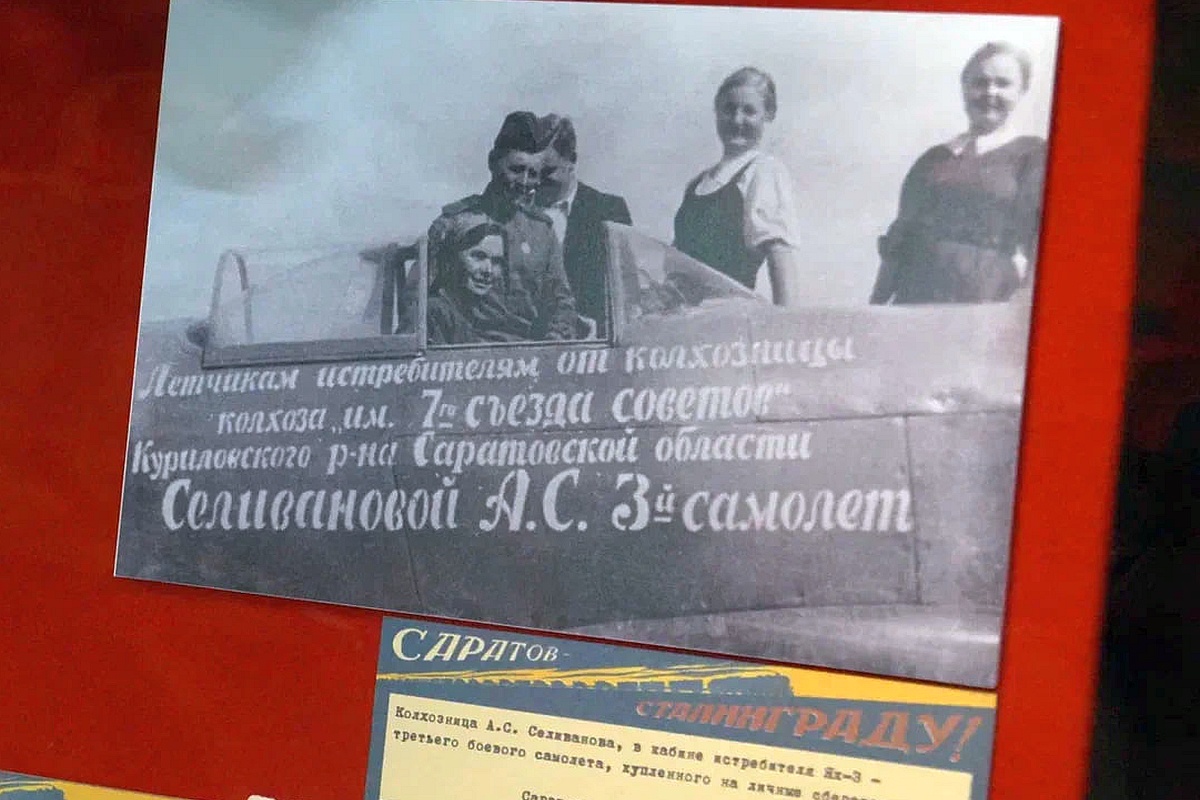 Летчикам истребителям от колхозницы
колхоза „им. 7го съезда советов“
Куриловского р-на Саратовской области
Селивановой А.С. 3й самолет
САРАТОВ-
СТАЛИНГРАДУ!
Колхозница А.С. Селиванова, в кабине истребителя Як-3 -
третьего боевого самолета, купленного на личные